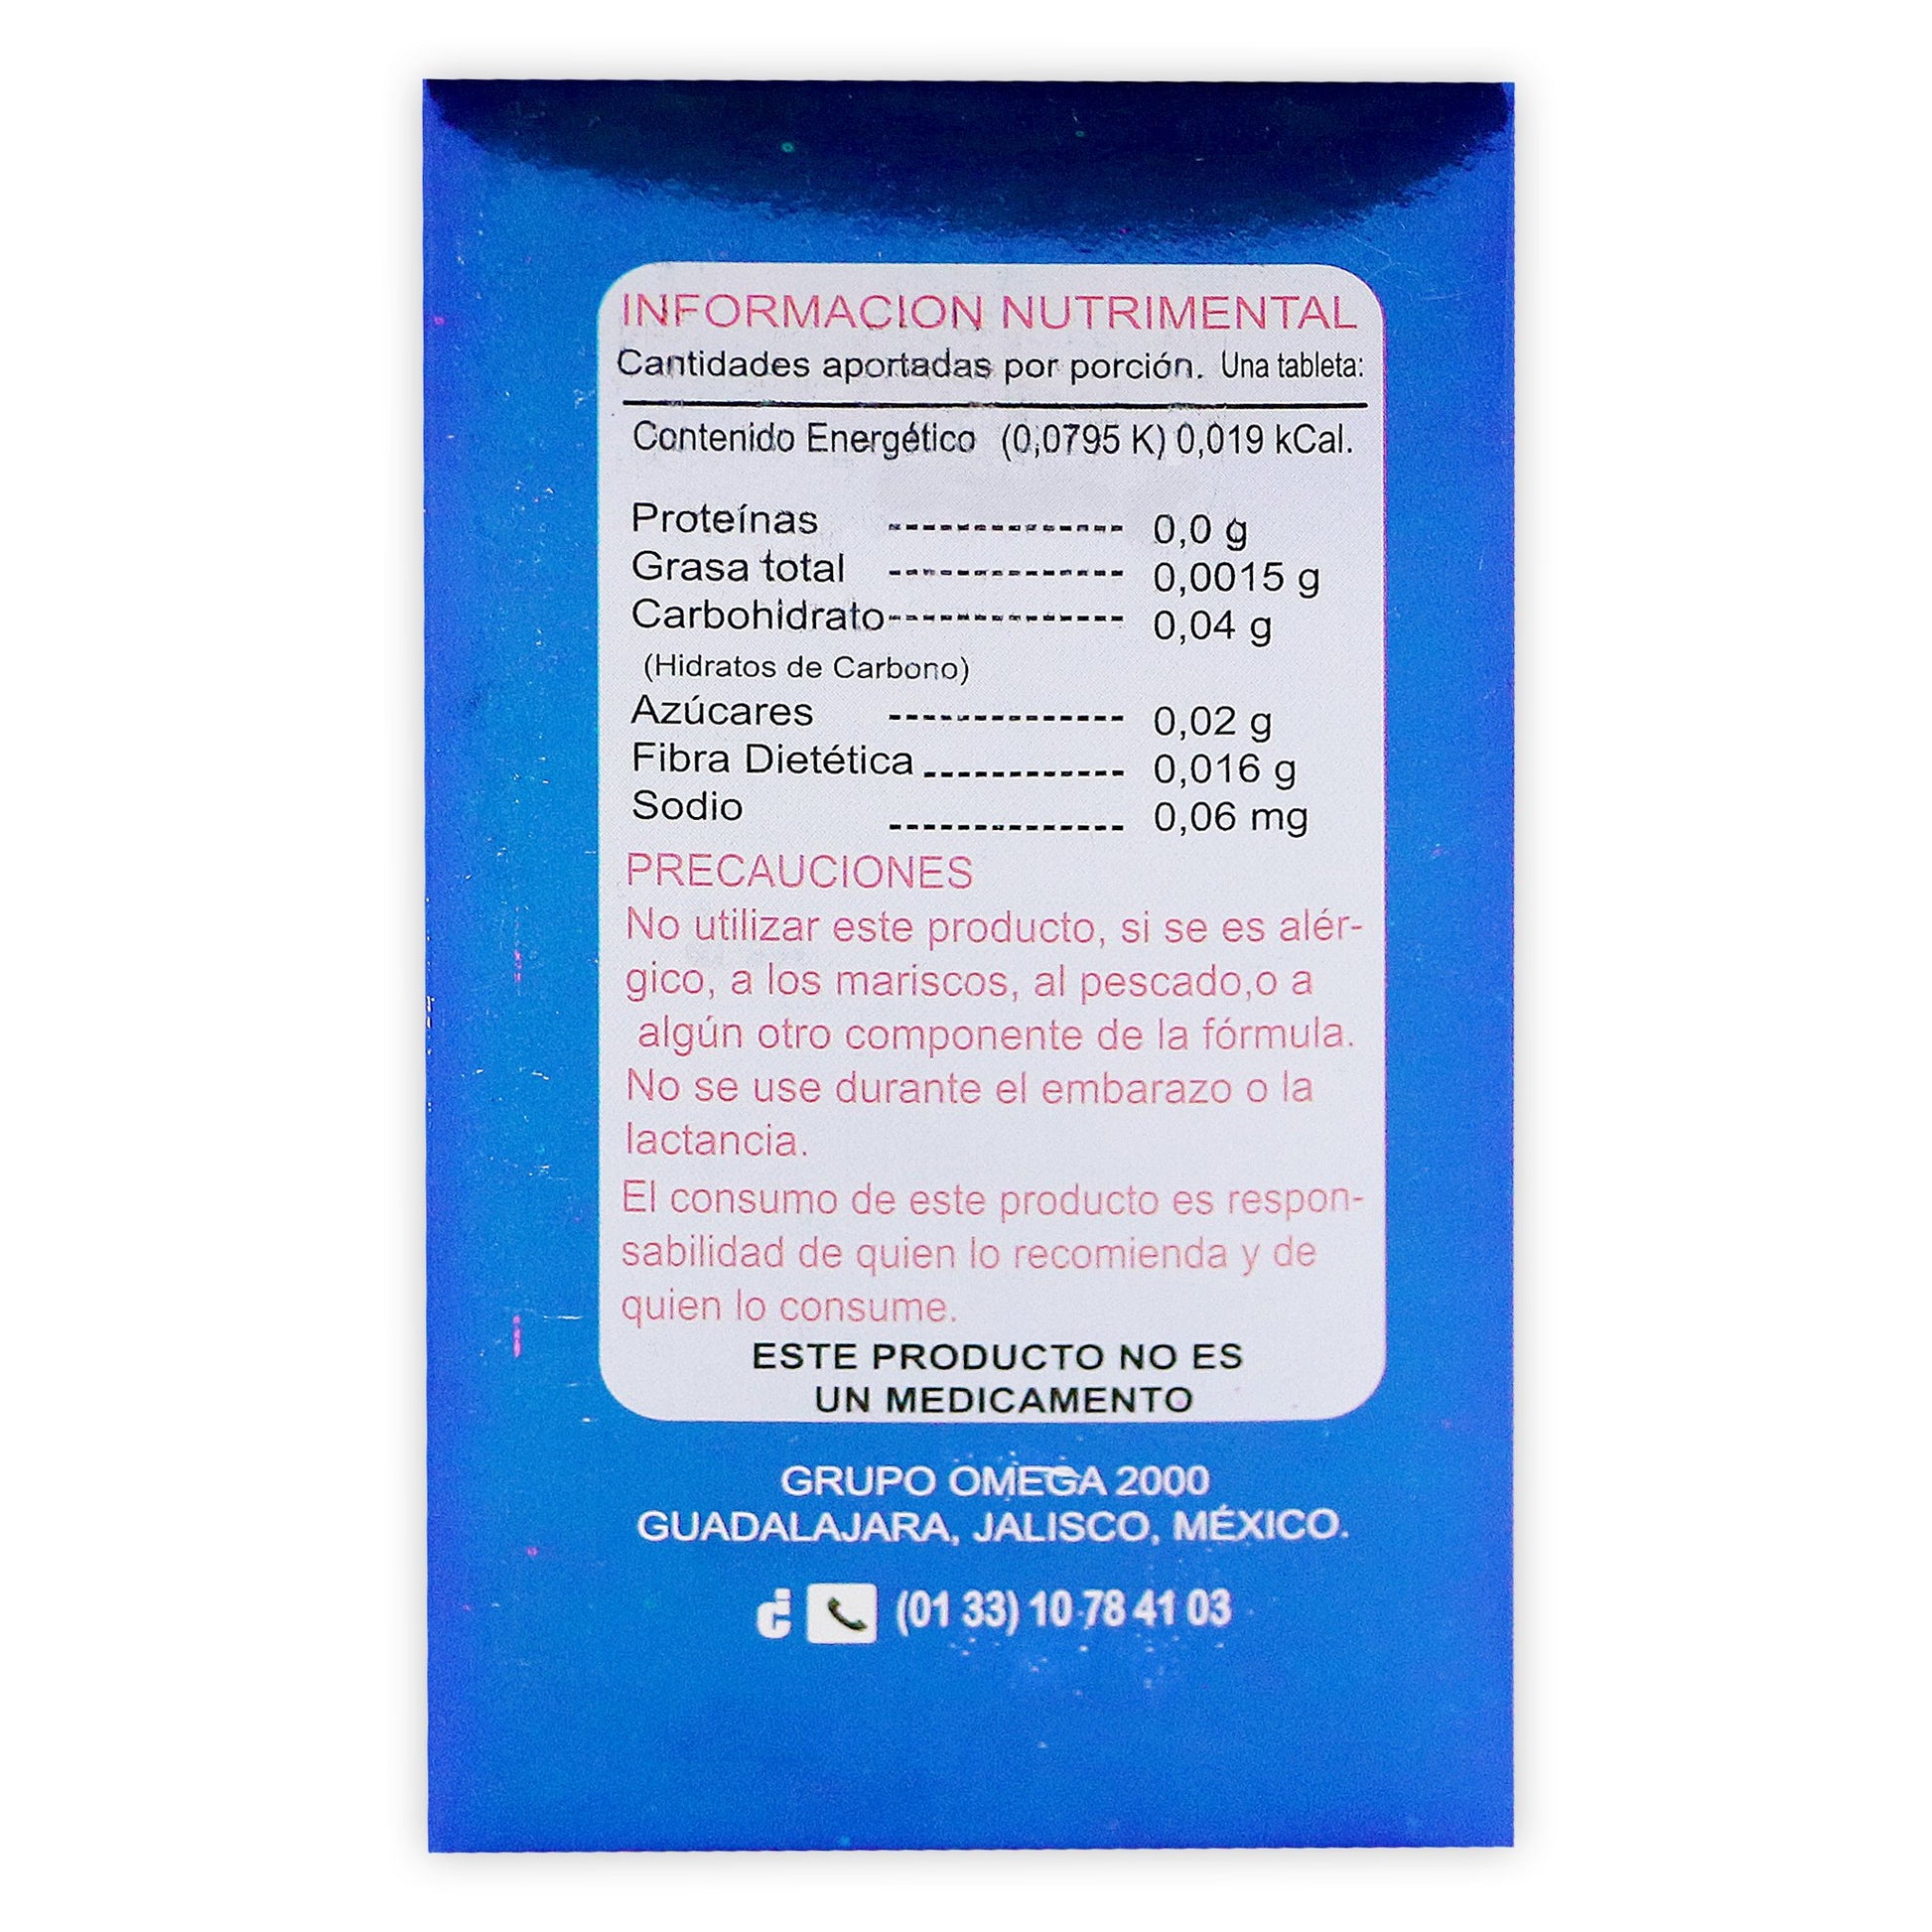 INFORMACION NUTRIMENTAL
Cantidades aportadas por porción. Una tableta:
Contenido Energético (0,0795 K) 0,019 kCal.
Proteínas -------------- 0,0 g
Grasa total -------------- 0,0015 g
Carbohidrato-------------- 0,04 g
(Hidratos de Carbono)
Azúcares -------------- 0,02 g
Fibra Dietética ------------ 0,016 g
Sodio -------------- 0,06 mg
PRECAUCIONES
No utilizar este producto, si se es alér-
gico, a los mariscos, al pescado,o a
algún otro componente de la fórmula.
No se use durante el embarazo o la
lactancia.
El consumo de este producto es respon-
sabilidad de quien lo recomienda y de
quien lo consume.
ESTE PRODUCTO NO ES
UN MEDICAMENTO
GRUPO OMEGA 2000
GUADALAJARA, JALISCO, MÉXICO.
(01 33) 10 78 41 03